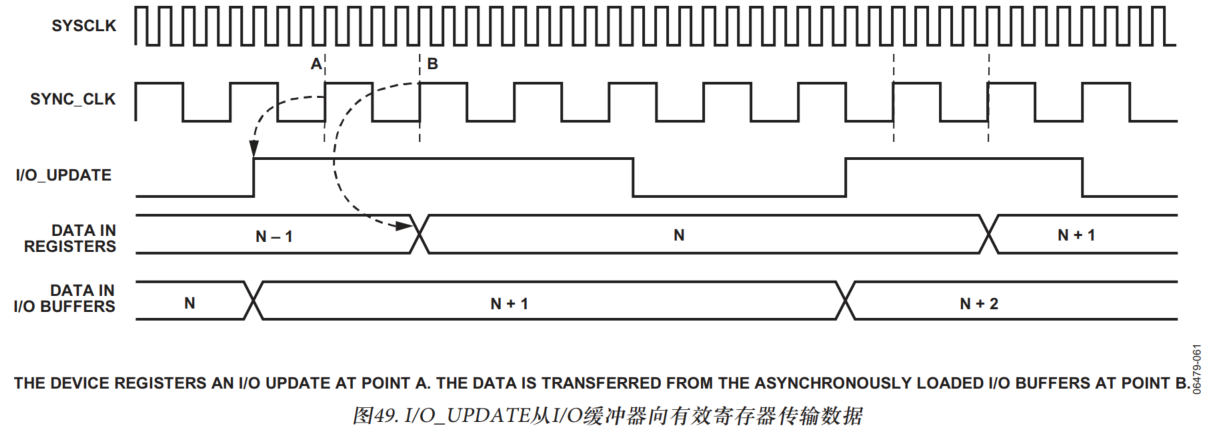 SYSCLK
A
B
SYNC_CLK
I/O_UPDATE
DATA IN
REGISTERS
N – 1
N
N + 1
DATA IN
I/O BUFFERS
N
N + 1
N + 2
THE DEVICE REGISTERS AN I/O UPDATE AT POINT A. THE DATA IS TRANSFERRED FROM THE ASYNCHRONOUSLY LOADED I/O BUFFERS AT POINT B.
06479-061
图49. I/O_UPDATE从I/O缓冲器向有效寄存器传输数据